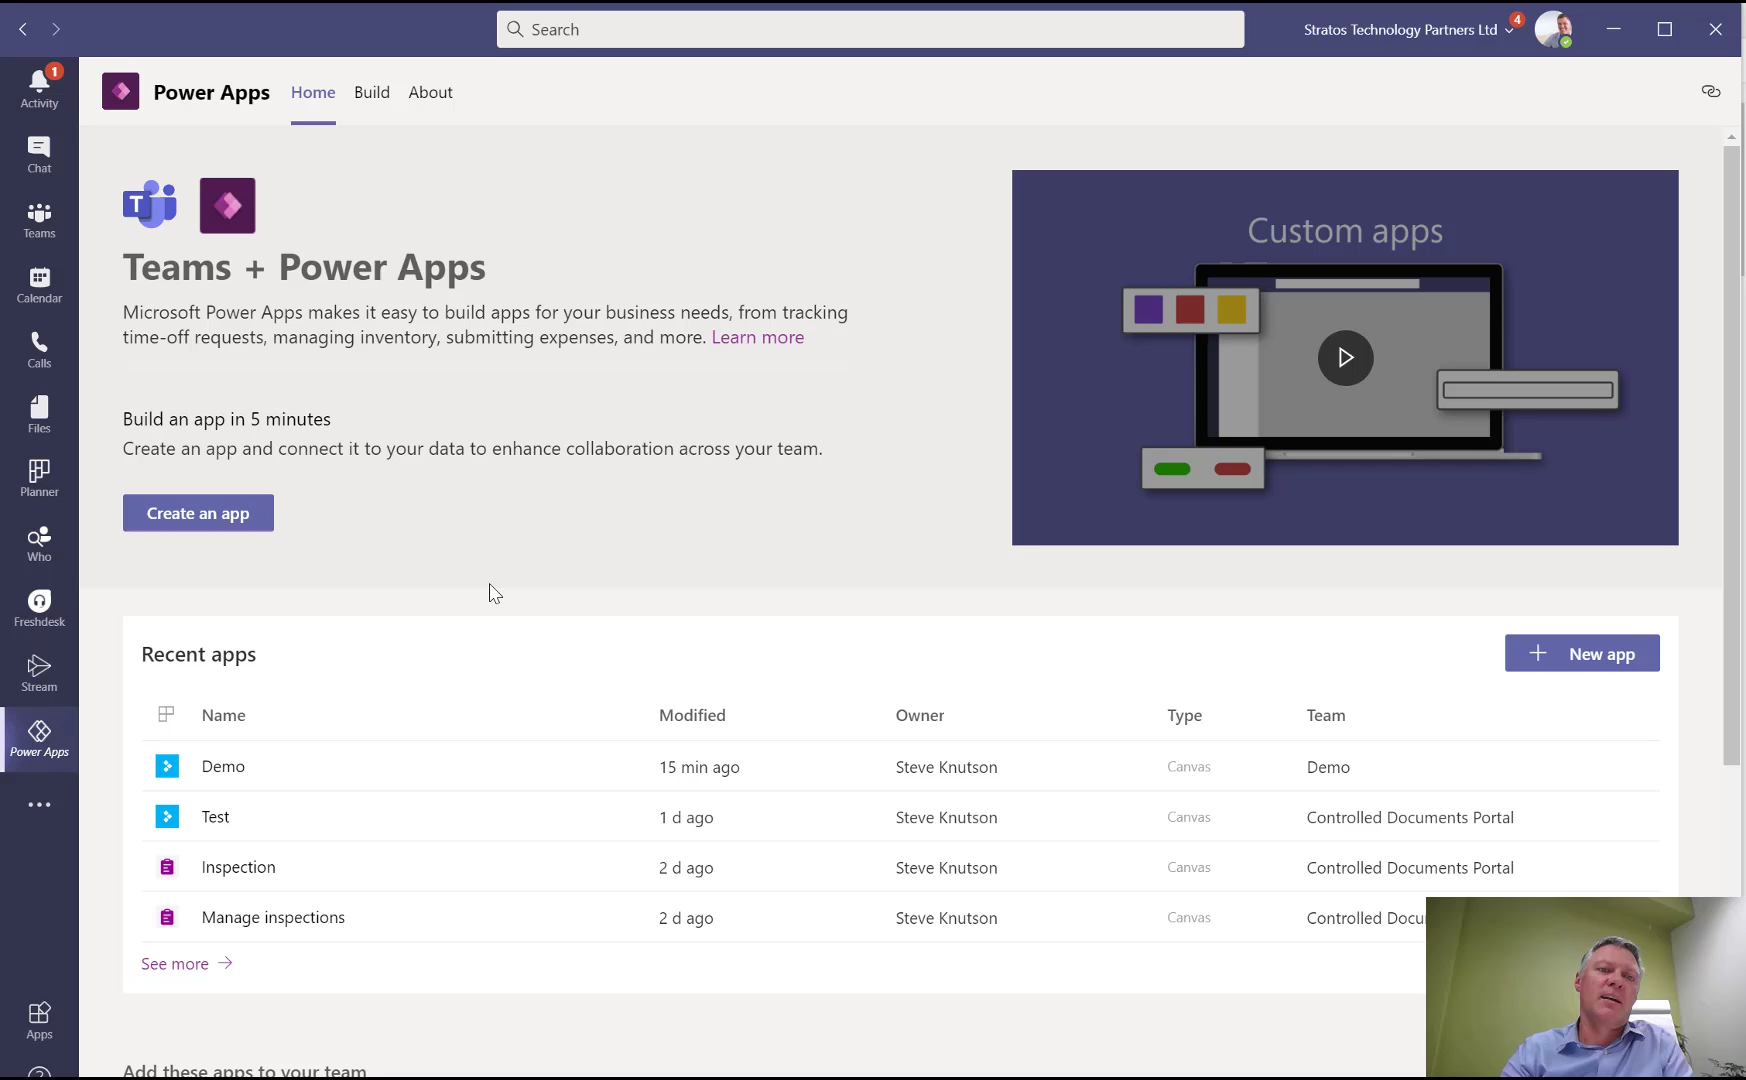 Search
Stratos Technology Partners Ltd
4
1
Activity
Chat
Teams
Calendar
Calls
Files
Planner
Who
Freshdesk
Stream
Power Apps
Apps
Power Apps
Home
Build
About
T
Teams + Power Apps
Microsoft Power Apps makes it easy to build apps for your business needs, from tracking
time-off requests, managing inventory, submitting expenses, and more. Learn more
Build an app in 5 minutes
Create an app and connect it to your data to enhance collaboration across your team.
Create an app
Custom apps
Recent apps
New app
Name Modified Owner Type Team
Demo 15 min ago Steve Knutson Canvas Demo
Test 1 d ago Steve Knutson Canvas Controlled Documents Portal
Inspection 2 d ago Steve Knutson Canvas Controlled Documents Portal
Manage inspections 2 d ago Steve Knutson Canvas Controlled Docu
See more
Add these apps to your team